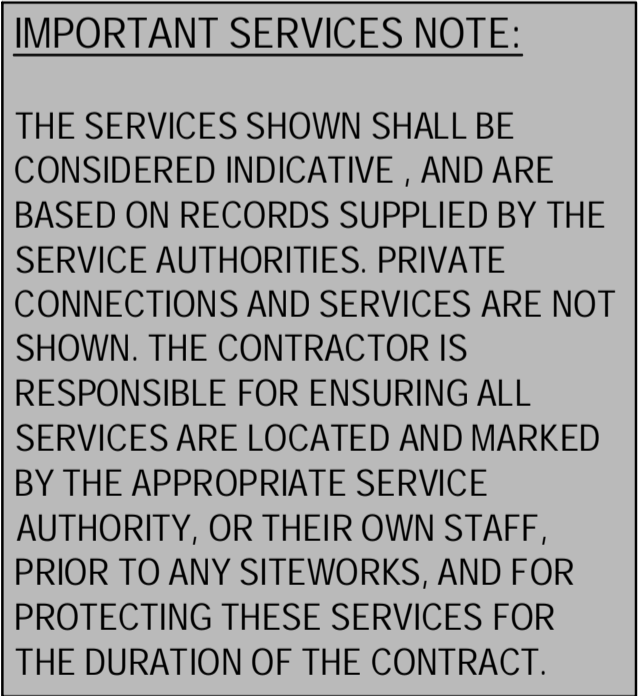 IMPORTANT SERVICES NOTE:
THE SERVICES SHOWN SHALL BE
CONSIDERED INDICATIVE , AND ARE
BASED ON RECORDS SUPPLIED BY THE
SERVICE AUTHORITIES. PRIVATE
CONNECTIONS AND SERVICES ARE NOT
SHOWN. THE CONTRACTOR IS
RESPONSIBLE FOR ENSURING ALL
SERVICES ARE LOCATED AND MARKED
BY THE APPROPRIATE SERVICE
AUTHORITY, OR THEIR OWN STAFF,
PRIOR TO ANY SITEWORKS, AND FOR
PROTECTING THESE SERVICES FOR
THE DURATION OF THE CONTRACT.